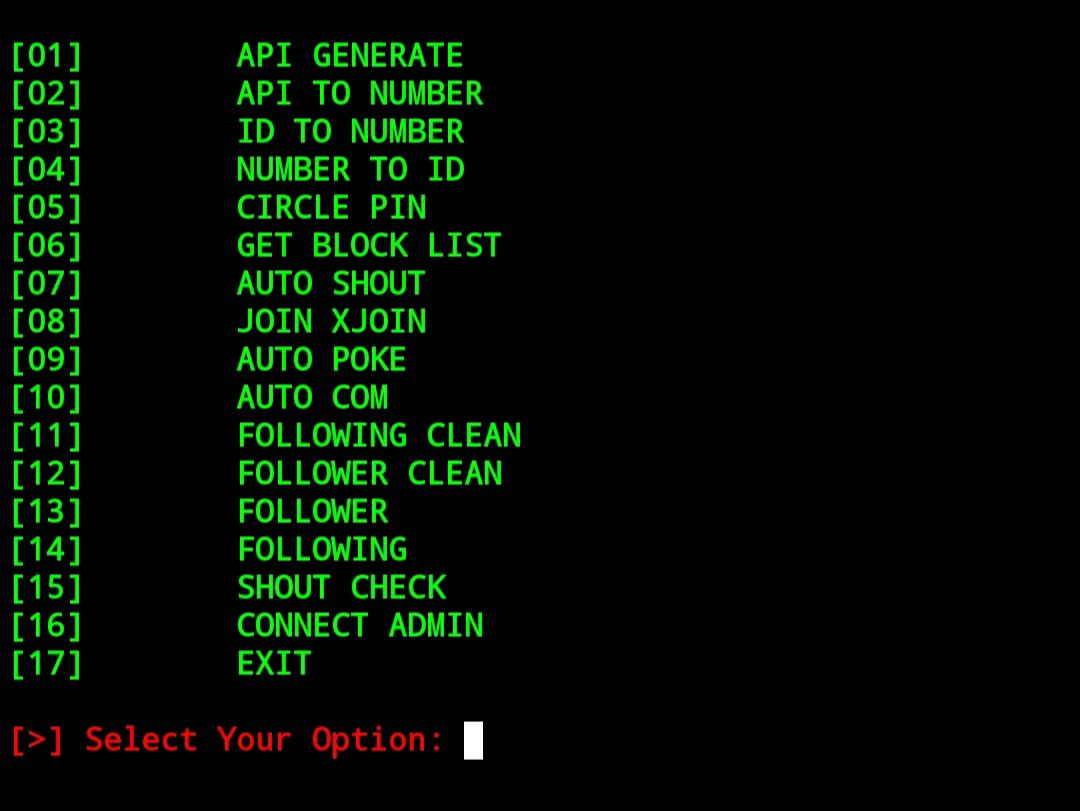 [01] API GENERATE
[02] API TO NUMBER
[03] ID TO NUMBER
[04] NUMBER TO ID
[05] CIRCLE PIN
[06] GET BLOCK LIST
[07] AUTO SHOUT
[08] JOIN XJOIN
[09] AUTO POKE
[10] AUTO COM
[11] FOLLOWING CLEAN
[12] FOLLOWER CLEAN
[13] FOLLOWER
[14] FOLLOWING
[15] SHOUT CHECK
[16] CONNECT ADMIN
[17] EXIT
[>] Select Your Option: